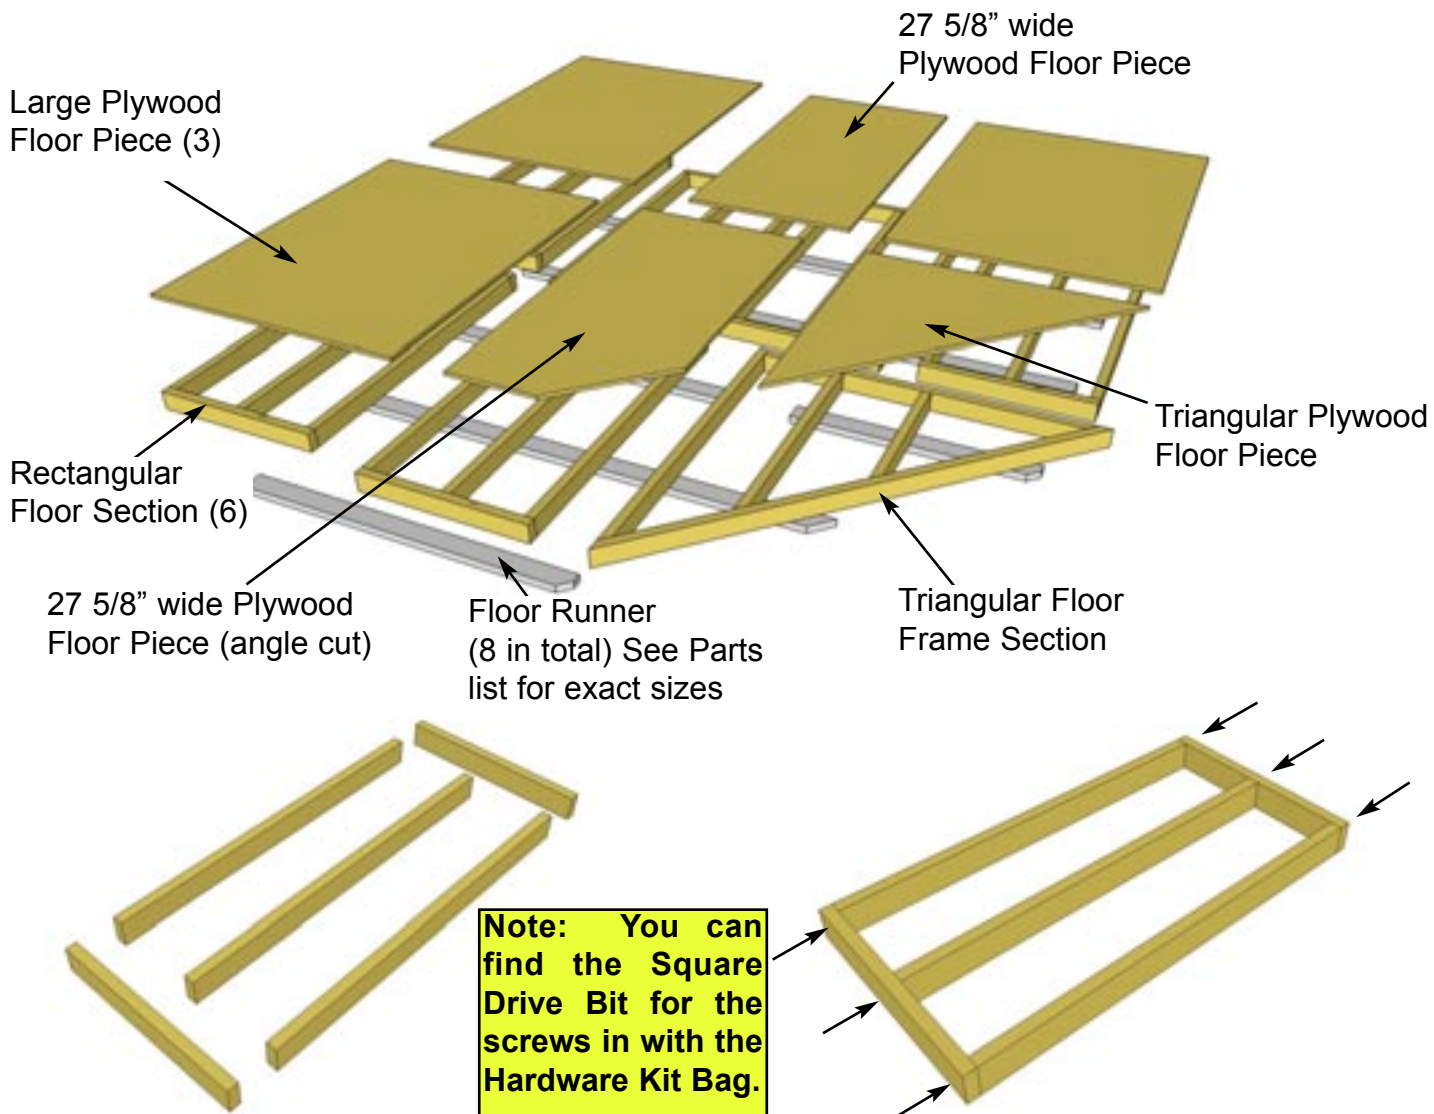 27 5/8” wide
Plywood Floor Piece
Large Plywood
Floor Piece (3)
Triangular Plywood
Floor Piece
Rectangular
Floor Section (6)
27 5/8” wide Plywood
Floor Piece (angle cut)
Floor Runner
(8 in total) See Parts
list for exact sizes
Triangular Floor
Frame Section
Note: You can
find the Square
Drive Bit for the
screws in with the
Hardware Kit Bag.